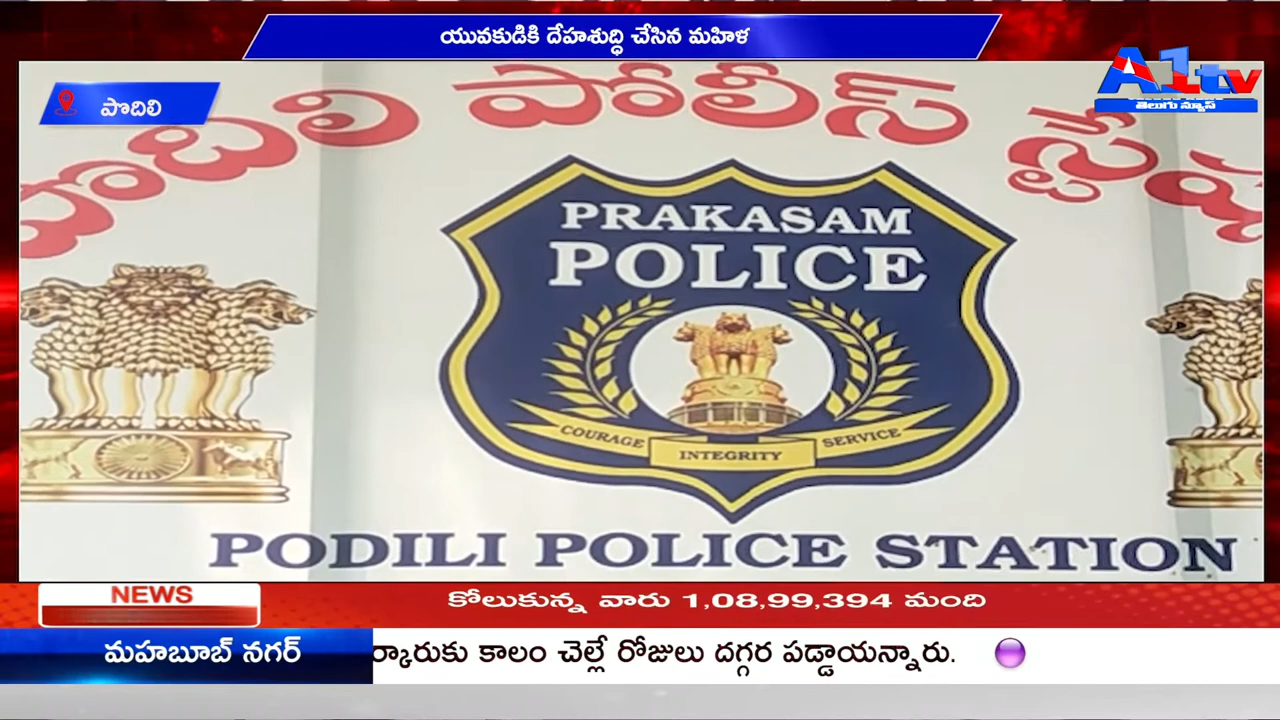 యువకుడికి దేహశుద్ధి చేసిన మహిళ
A1tv
తెలుగు న్యూస్
పొదిలి
పొదిలి పోలీస్ స్టేష
PRAKASAM
POLICE
COURAGE
INTEGRITY
SERVICE
PODILI POLICE STATION
NEWS
కోలుకున్న వారు 1,08,99,394 మంది
మహబూబ్ నగర్
ర్కారుకు కాలం చెల్లే రోజులు దగ్గర పడ్డాయన్నారు.